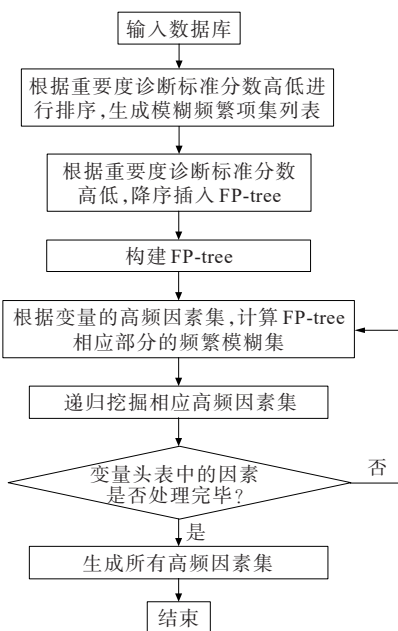 输入数据库
根据重要度诊断标准分数高低进
行排序,生成模糊频繁项集列表
根据重要度诊断标准分数
高低,降序插入FP-tree
构建FP-tree
根据变量的高频因素集,计算FP-tree
相应部分的频繁模糊集
递归挖掘相应高频因素集
变量头表中的因素
是否处理完毕?
否
是
生成所有高频因素集
结束